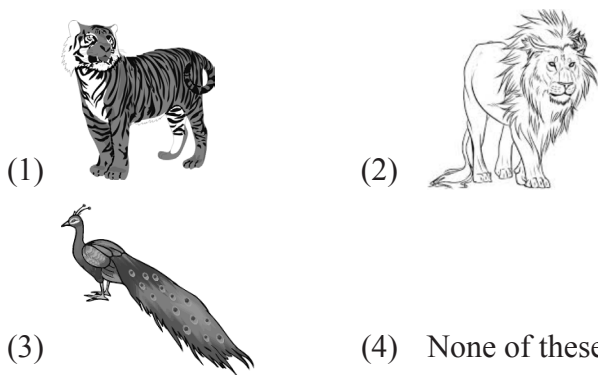 (1) (2)
(3) (4) None of these